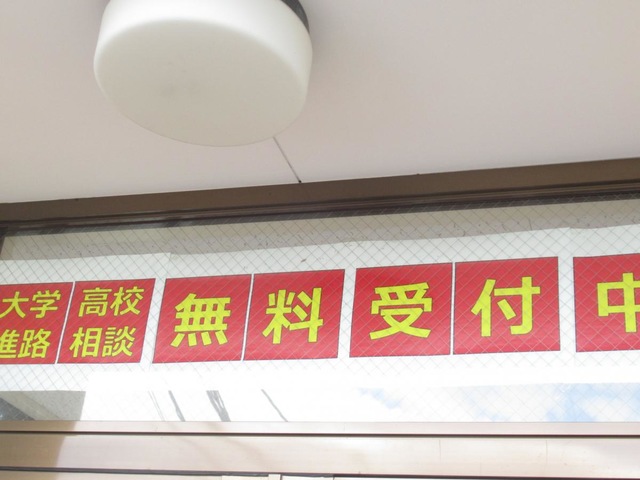 大学 高校
進路 相談
無料 受付中